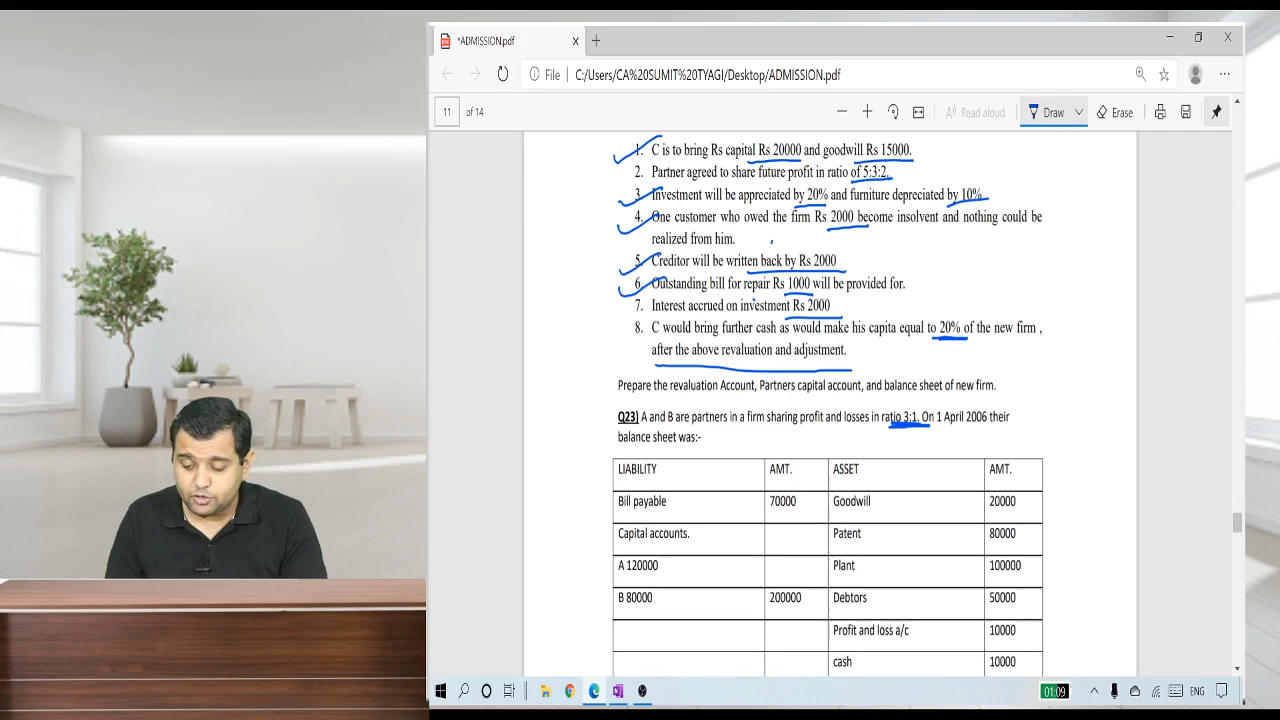 *ADMISSION.pdf
File | C:/Users/CA%20SUMIT%20TYAGI/Desktop/ADMISSION.pdf
11 of 14 Read aloud Draw Erase
1. C is to bring Rs capital Rs 20000 and goodwill Rs 15000.
2. Partner agreed to share future profit in ratio of 5:3:2.
3. Investment will be appreciated by 20% and furniture depreciated by 10%
4. One customer who owed the firm Rs 2000 become insolvent and nothing could be
realized from him.
5. Creditor will be written back by Rs 2000
6. Outstanding bill for repair Rs 1000 will be provided for.
7. Interest accrued on investment Rs 2000
8. C would bring further cash as would make his capita equal to 20% of the new firm ,
after the above revaluation and adjustment.
Prepare the revaluation Account, Partners capital account, and balance sheet of new firm.
Q23) A and B are partners in a firm sharing profit and losses in ratio 3:1. On 1 April 2006 their
balance sheet was:-
LIABILITY AMT. ASSET AMT.
Bill payable 70000 Goodwill 20000
Capital accounts. Patent 80000
A 120000 Plant 100000
B 80000 200000 Debtors 50000
Profit and loss a/c 10000
cash 10000
01:09 ENG